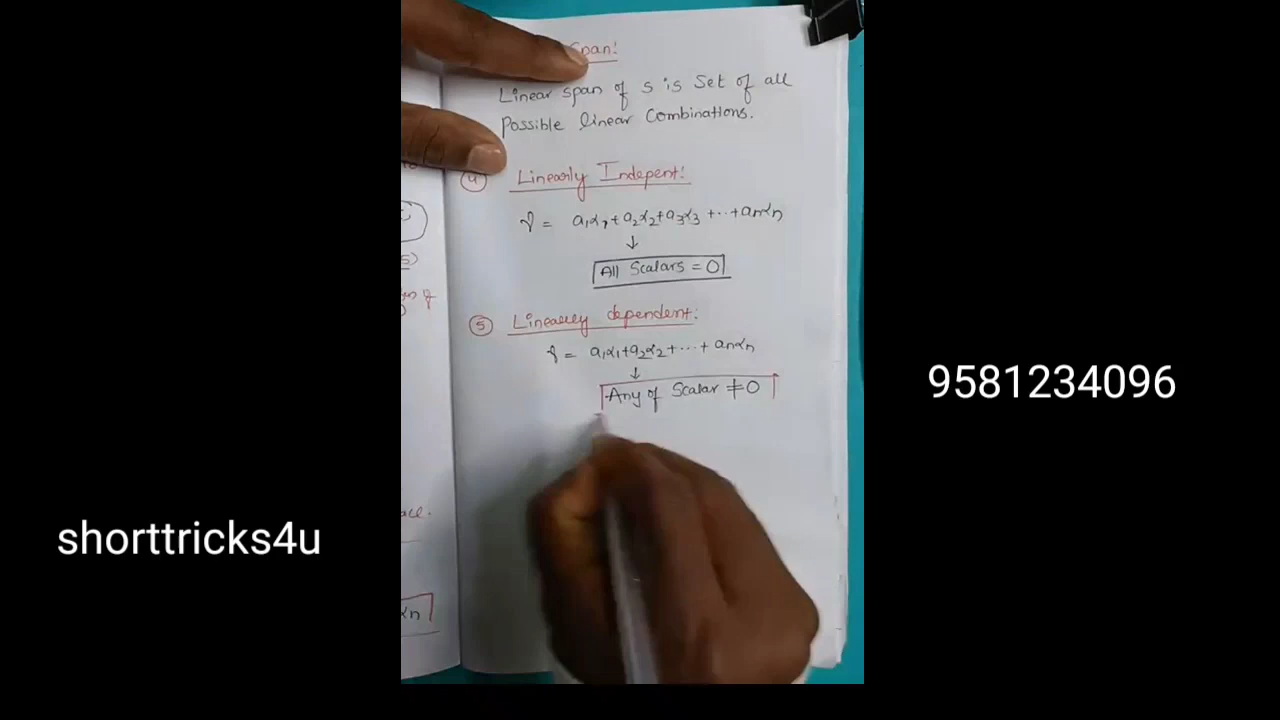 Span!
Linear span of S is Set of all
Possible linear Combinations.
4 Linearly Indepent!
= a1α1+a2α2+a3α3+...+anαn
↓
All Scalars = 0
5 Linearly dependent:
= a1α1+a2α2+...+anαn
↓
Any of Scalar ≠ 0
αn
9581234096
shorttricks4u